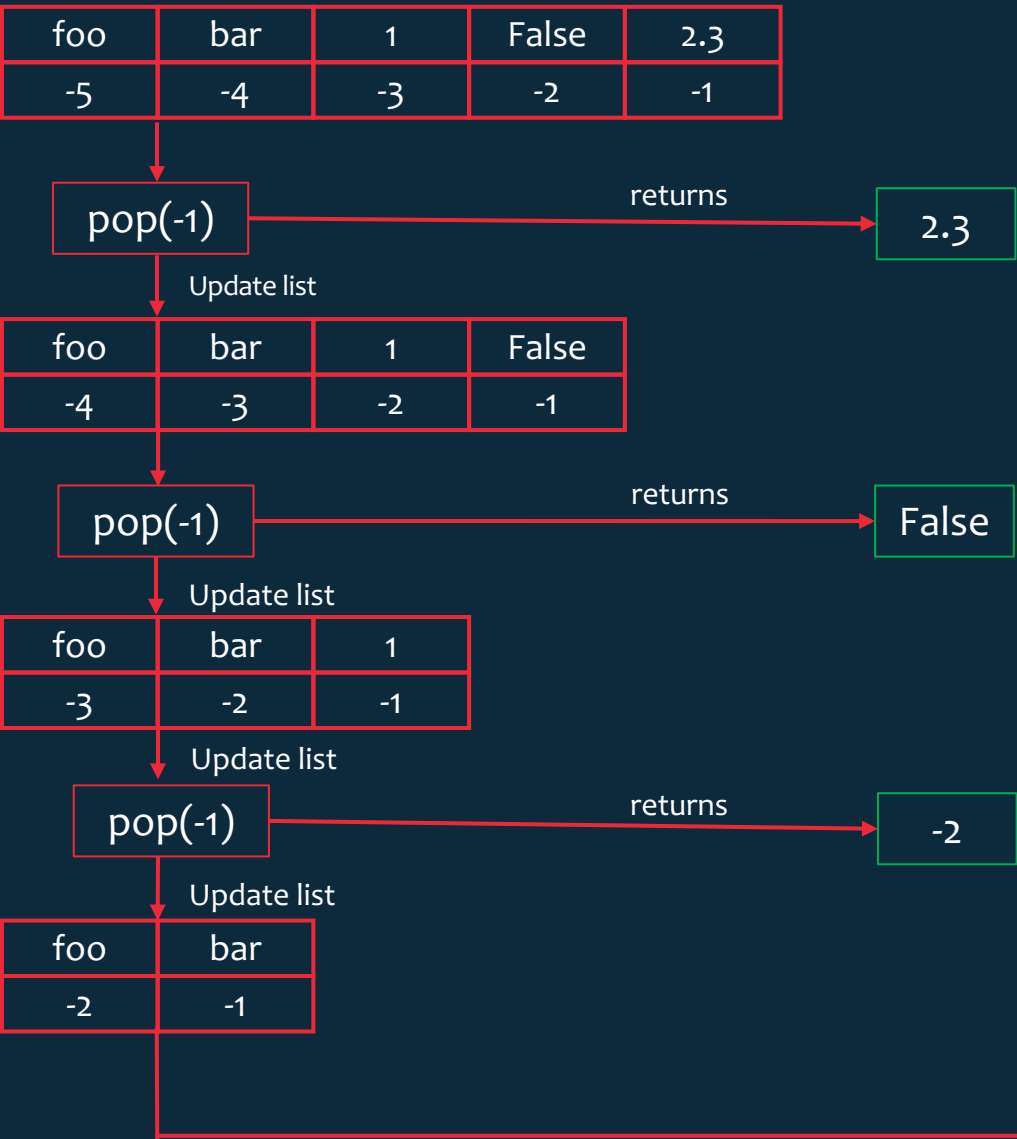 foo bar 1 False 2.3
-5 -4 -3 -2 -1
returns
pop(-1) 2.3
Update list
foo bar 1 False
-4 -3 -2 -1
returns
pop(-1) False
Update list
foo bar 1
-3 -2 -1
Update list
returns
pop(-1) -2
Update list
foo bar
-2 -1